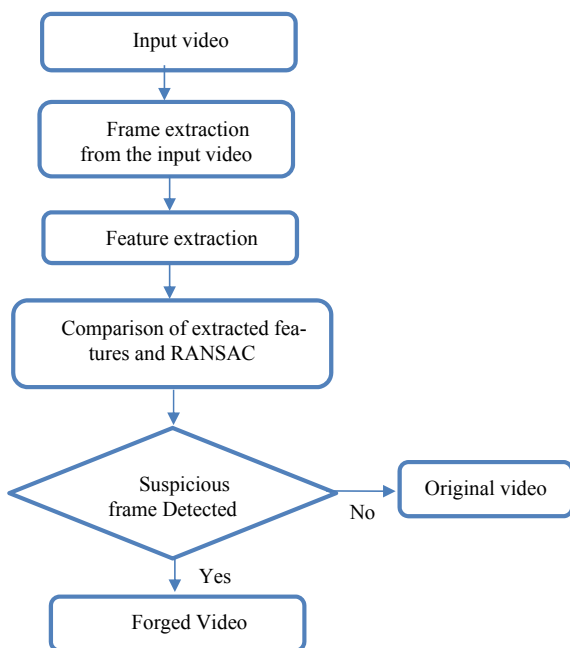 Input video
Frame extraction
from the input video
Feature extraction
Comparison of extracted fea-
tures and RANSAC
Suspicious
frame Detected
No
Original video
Yes
Forged Video